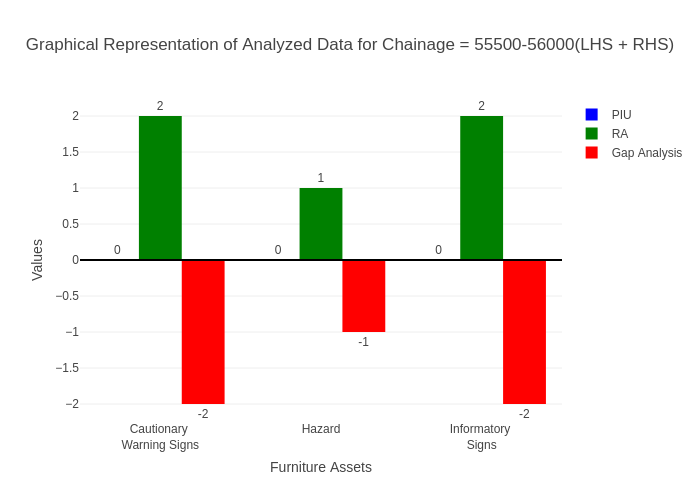 Graphical Representation of Analyzed Data for Chainage = 55500-56000(LHS + RHS)
PIU
RA
Gap Analysis
Values
2
1.5
1
0.5
0
−0.5
−1
−1.5
−2
0
2
-2
0
1
-1
0
2
-2
Cautionary
Warning Signs
Hazard
Informatory
Signs
Furniture Assets